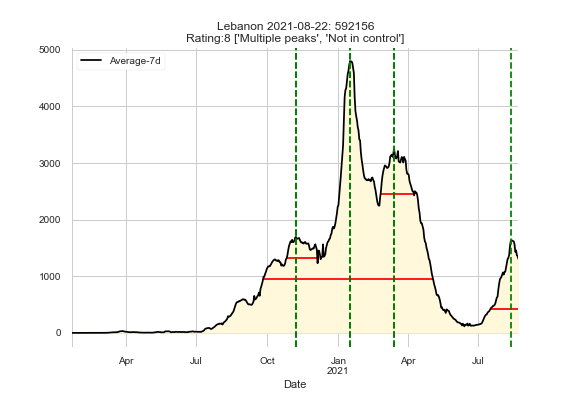 Lebanon 2021-08-22: 592156
Rating:8 ['Multiple peaks', 'Not in control']
Average-7d
5000
4000
3000
2000
1000
0
Apr Jul Oct Jan Apr Jul
2021
Date